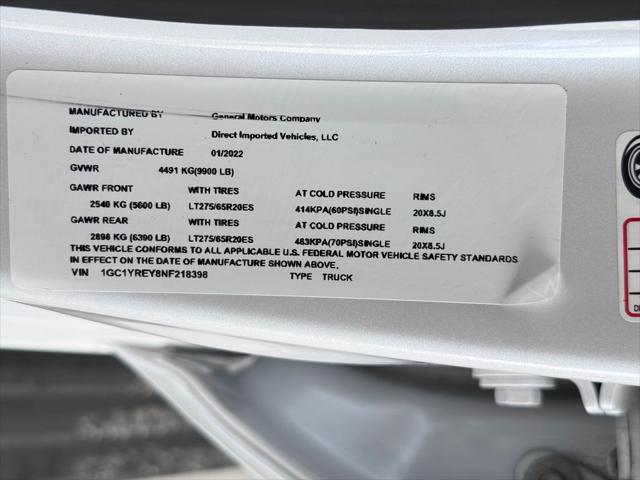 MANUFACTURED BY General Motors Company
IMPORTED BY Direct Imported Vehicles, LLC
DATE OF MANUFACTURE 01/2022
GVWR 4491 KG(9900 LB)
GAWR FRONT WITH TIRES AT COLD PRESSURE RIMS
2540 KG (5600 LB) LT275/65R20ES 414KPA(60PSI)SINGLE 20X8.5J
GAWR REAR WITH TIRES AT COLD PRESSURE RIMS
2898 KG (6390 LB) LT275/65R20ES 483KPA(70PSI)SINGLE 20X8.5J
THIS VEHICLE CONFORMS TO ALL APPLICABLE U.S. FEDERAL MOTOR VEHICLE SAFETY STANDARDS
IN EFFECT ON THE DATE OF MANUFACTURE SHOWN ABOVE.
VIN 1GC1YREY8NF218398 TYPE TRUCK